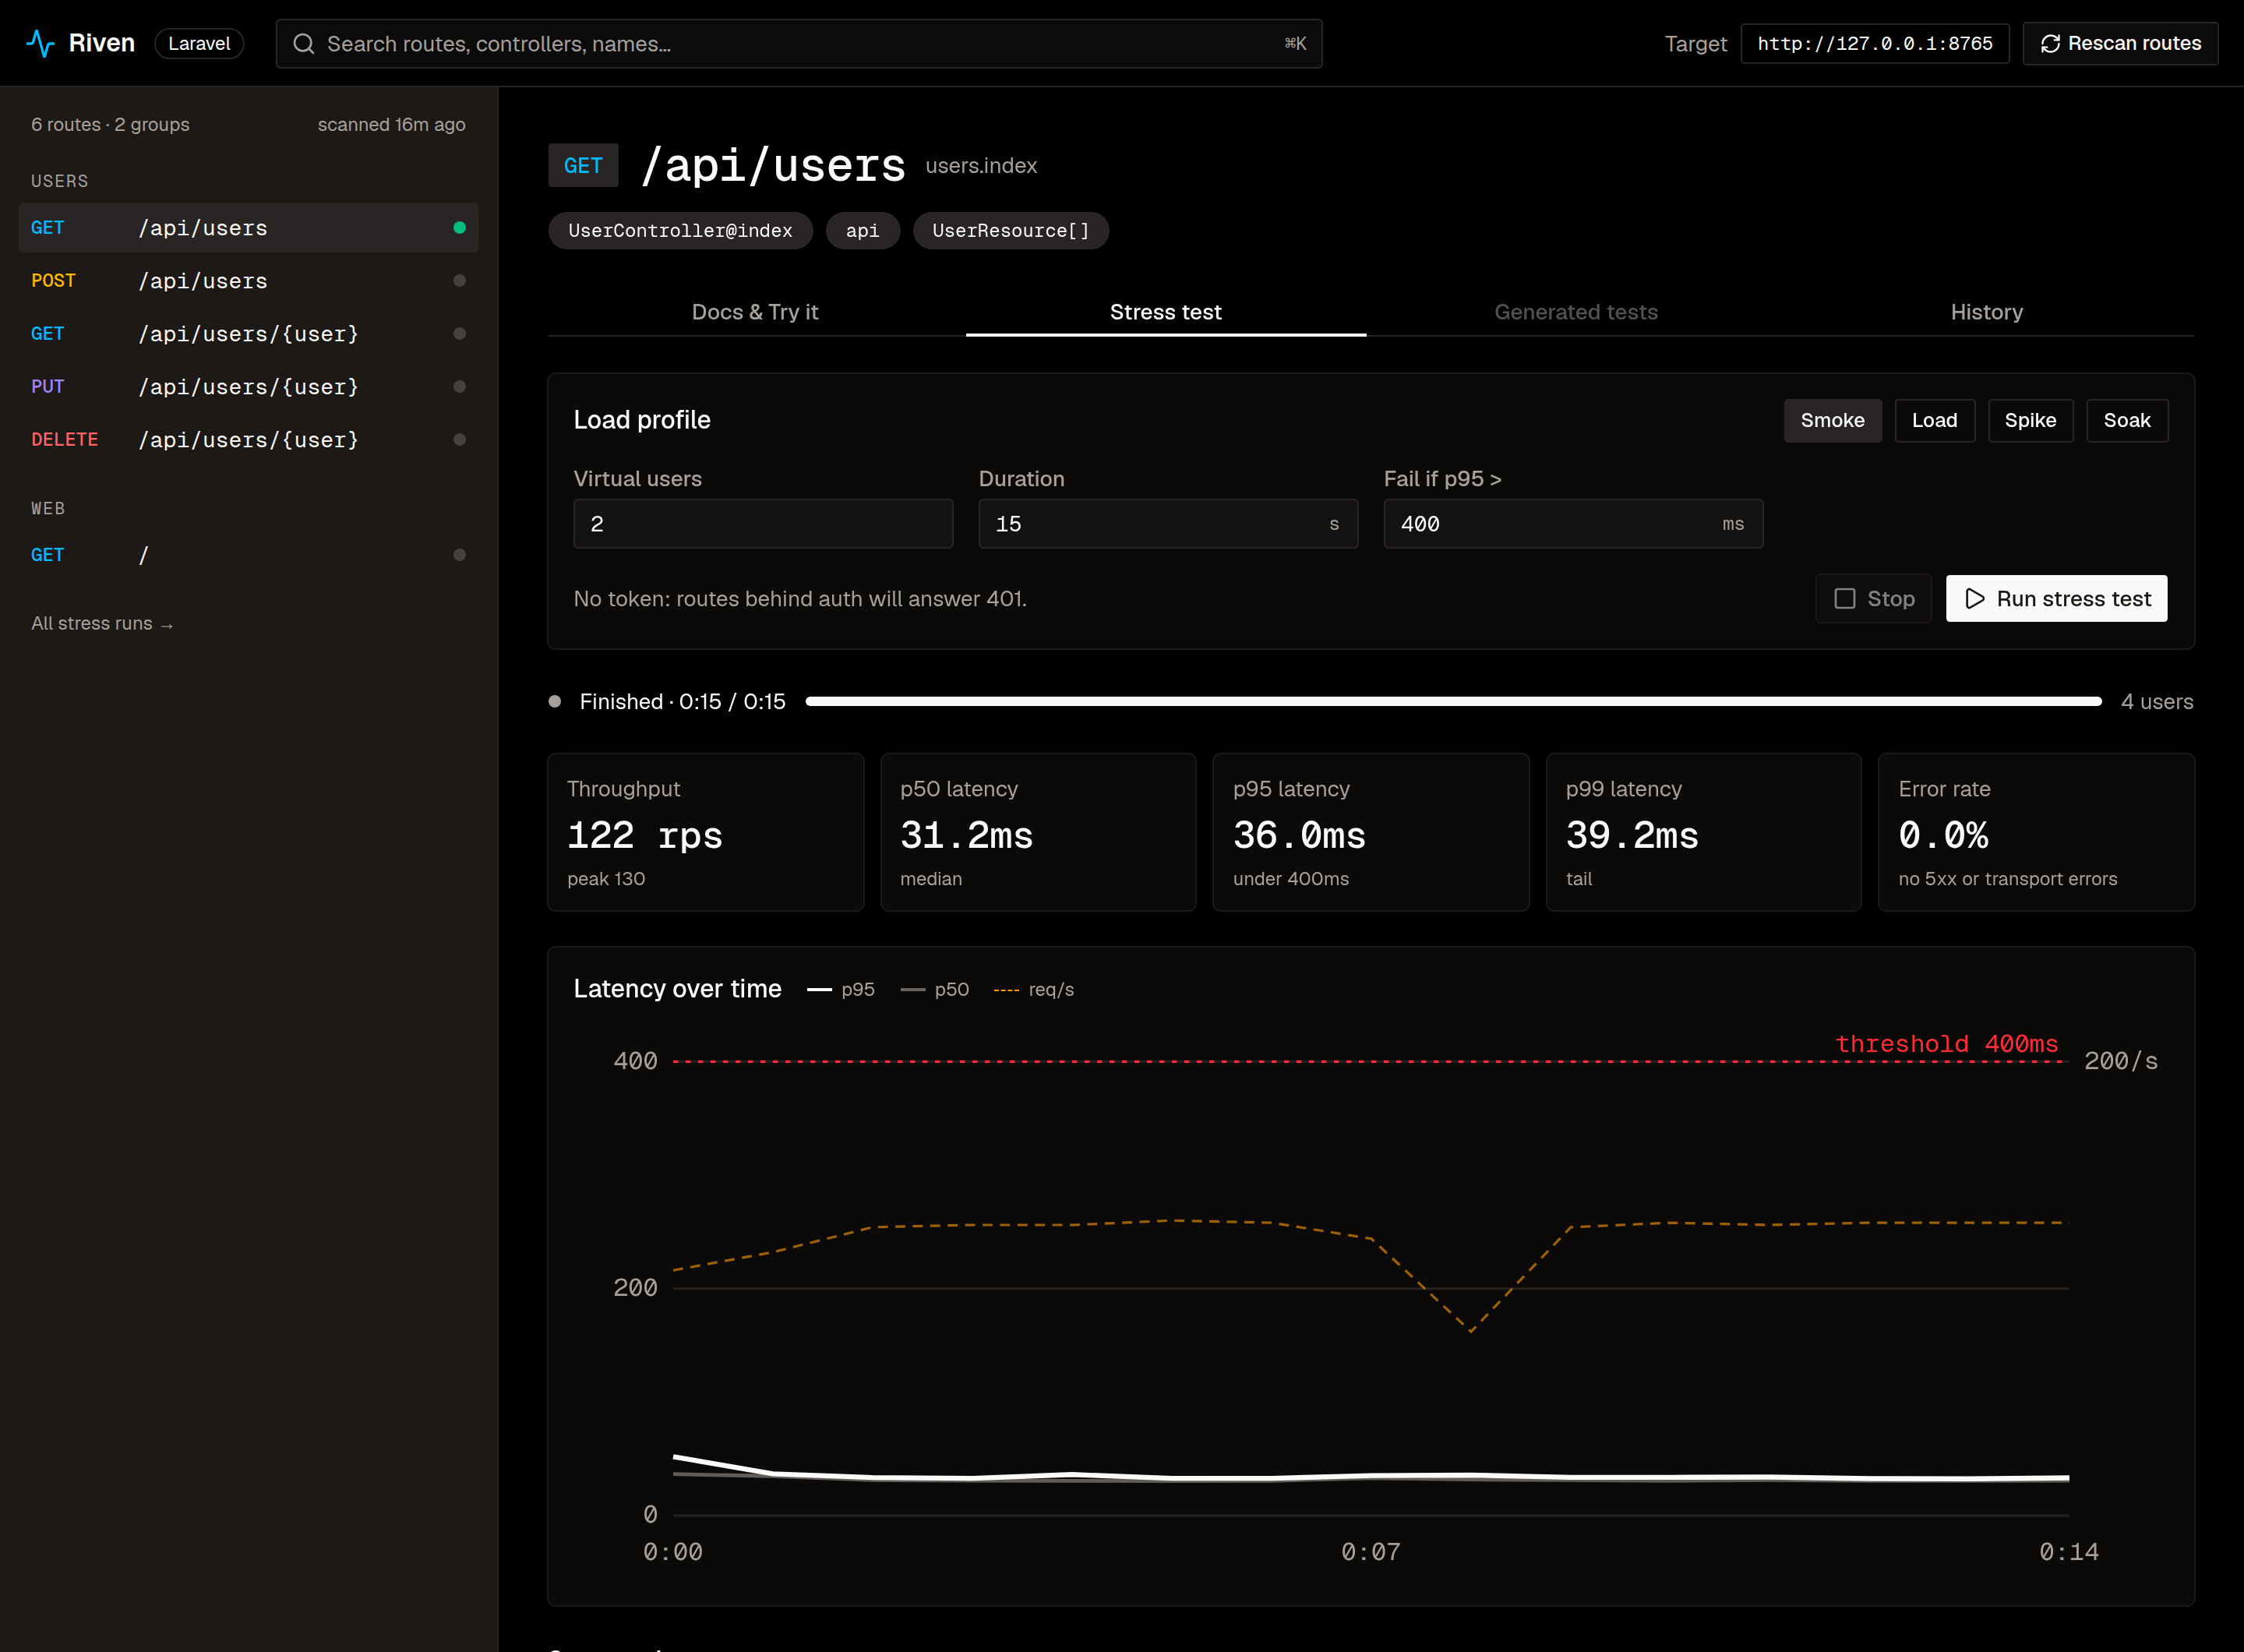 Riven Laravel Search routes, controllers, names... ⌘K Target http://127.0.0.1:8765 Rescan routes
6 routes · 2 groups scanned 16m ago
USERS
GET /api/users
POST /api/users
GET /api/users/{user}
PUT /api/users/{user}
DELETE /api/users/{user}
WEB
GET /
All stress runs →
GET /api/users users.index
UserController@index api UserResource[]
Docs & Try it Stress test Generated tests History
Load profile Smoke Load Spike Soak
Virtual users Duration Fail if p95 >
2 15 s 400 ms
No token: routes behind auth will answer 401. Stop Run stress test
Finished · 0:15 / 0:15 4 users
Throughput p50 latency p95 latency p99 latency Error rate
122 rps 31.2ms 36.0ms 39.2ms 0.0%
peak 130 median under 400ms tail no 5xx or transport errors
Latency over time p95 p50 req/s
threshold 400ms
400 200/s
200
0
0:00 0:07 0:14